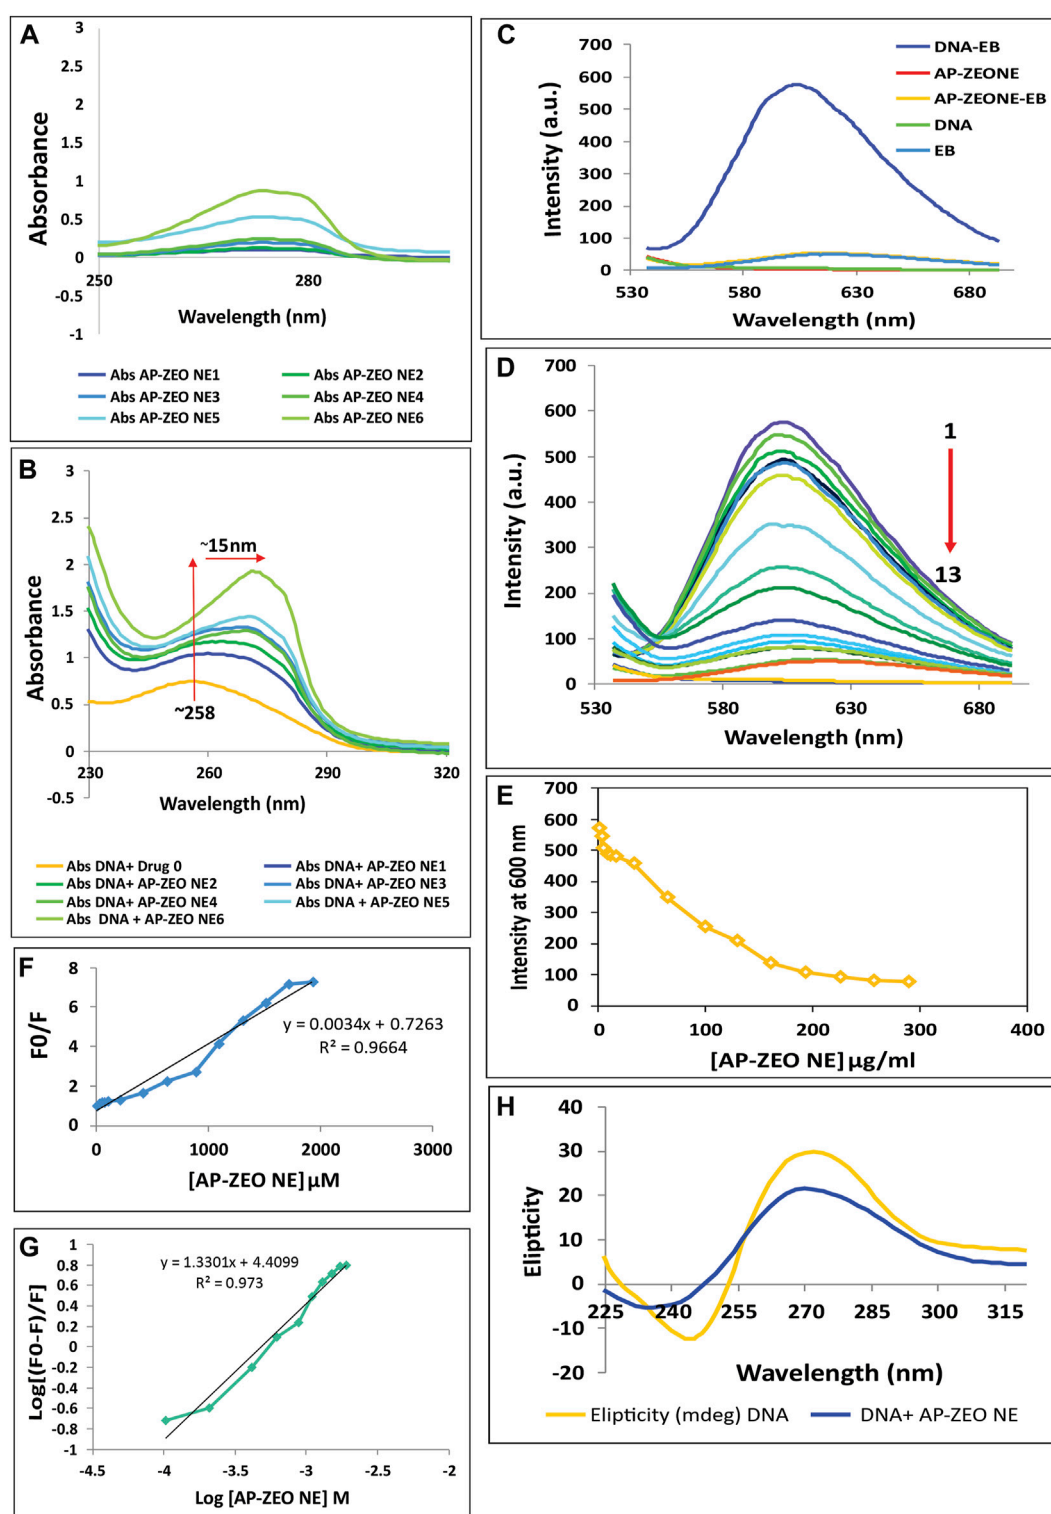 A
3
2.5
2
1.5
1
0.5
0
-0.5
-1
250
280
Absorbance
Wavelength (nm)
Abs AP-ZEO NE1
Abs AP-ZEO NE2
Abs AP-ZEO NE3
Abs AP-ZEO NE4
Abs AP-ZEO NE5
Abs AP-ZEO NE6
B
3
2.5
2
1.5
1
0.5
0
-0.5
230
260
290
320
Absorbance
Wavelength (nm)
~15nm
~258
Abs DNA+ Drug 0
Abs DNA+ AP-ZEO NE1
Abs DNA+ AP-ZEO NE2
Abs DNA+ AP-ZEO NE3
Abs DNA+ AP-ZEO NE4
Abs DNA + AP-ZEO NE5
Abs DNA + AP-ZEO NE6
C
700
600
500
400
300
200
100
0
530
580
630
680
Intensity (a.u.)
Wavelength (nm)
DNA-EB
AP-ZEONE
AP-ZEONE-EB
DNA
EB
D
700
600
500
400
300
200
100
0
530
580
630
680
Intensity (a.u.)
Wavelength (nm)
1
13
E
700
600
500
400
300
200
100
0
0
100
200
300
400
Intensity at 600 nm
[AP-ZEO NE] µg/ml
F
8
6
4
2
0
0
1000
2000
3000
F0/F
y = 0.0034x + 0.7263
R² = 0.9664
[AP-ZEO NE] µM
G
1
0.8
0.6
0.4
0.2
0
-0.2
-0.4
-0.6
-0.8
-1
-4.5
-4
-3.5
-3
-2.5
-2
Log[(F0-F)/F]
y = 1.3301x + 4.4099
R² = 0.973
Log [AP-ZEO NE] M
H
40
30
20
10
0
-10
-20
225
240
255
270
285
300
315
Elipticity
Wavelength (nm)
Elipticity (mdeg) DNA
DNA+ AP-ZEO NE